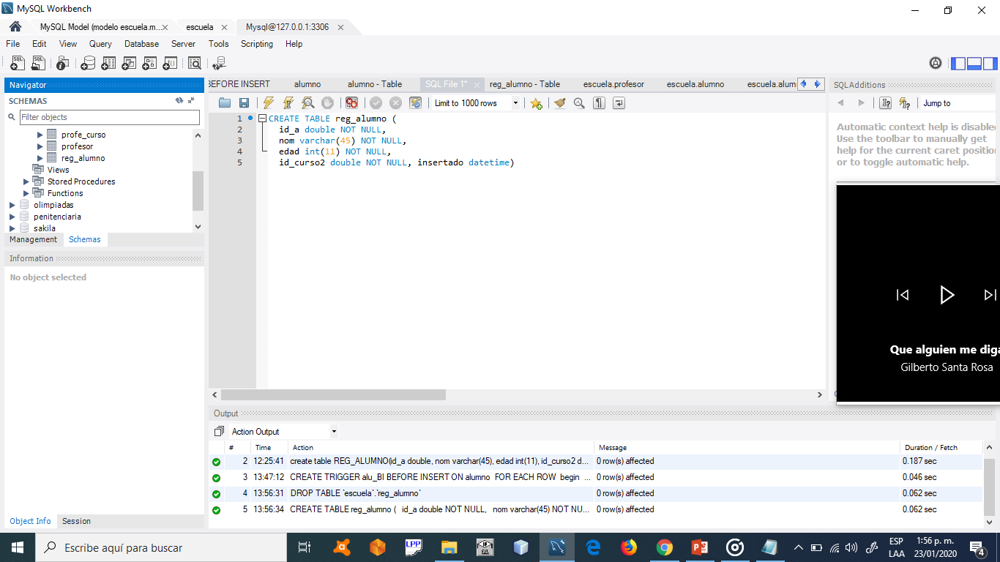 MySQL Workbench
MySQL Model (modelo escuela.m...
escuela
Mysql@127.0.0.1:3306
File Edit View Query Database Server Tools Scripting Help
Navigator
SCHEMAS
Filter objects
profe_curso
profesor
reg_alumno
Views
Stored Procedures
Functions
olimpiadas
penitenciaria
sakila
Management Schemas
Information
No object selected
Object Info Session
BEFORE INSERT alumno alumno - Table SQL File 1* reg_alumno - Table escuela.profesor escuela.alumno escuela.alum
Limit to 1000 rows
1 CREATE TABLE reg_alumno (
2 id_a double NOT NULL,
3 nom varchar(45) NOT NULL,
4 edad int(11) NOT NULL,
5 id_curso2 double NOT NULL, insertado datetime)
SQLAdditions
Jump to
Automatic context help is disable
Use the toolbar to manually get
help for the current caret position
or to toggle automatic help.
Que alguien me diga
Gilberto Santa Rosa
Output
Action Output
# Time Action Message Duration / Fetch
2 12:25:41 create table REG_ALUMNO(id_a double, nom varchar(45), edad int(11), id_curso2 d... 0 row(s) affected 0.187 sec
3 13:47:12 CREATE TRIGGER alu_BI BEFORE INSERT ON alumno FOR EACH ROW begin ... 0 row(s) affected 0.046 sec
4 13:56:31 DROP TABLE `escuela`.`reg_alumno` 0 row(s) affected 0.062 sec
5 13:56:34 CREATE TABLE reg_alumno ( id_a double NOT NULL, nom varchar(45) NOT NU... 0 row(s) affected 0.062 sec
Escribe aquí para buscar
LPP
ESP
LAA
1:56 p. m.
23/01/2020
4